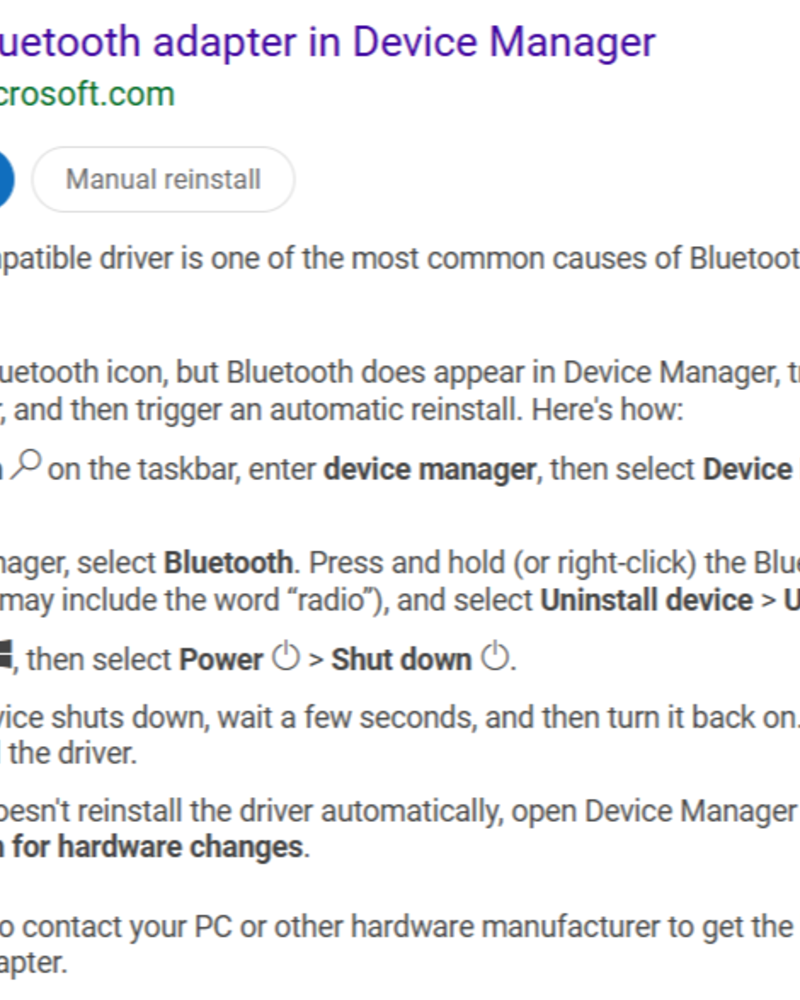 uetooth adapter in Device Manager
crosoft.com
Manual reinstall
patible driver is one of the most common causes of Bluetoot
uetooth icon, but Bluetooth does appear in Device Manager, t
, and then trigger an automatic reinstall. Here's how:
on the taskbar, enter device manager, then select Device
nager, select Bluetooth. Press and hold (or right-click) the Blue
may include the word “radio”), and select Uninstall device > U
, then select Power > Shut down .
vice shuts down, wait a few seconds, and then turn it back on.
the driver.
oesn't reinstall the driver automatically, open Device Manager
n for hardware changes.
o contact your PC or other hardware manufacturer to get the
apter.